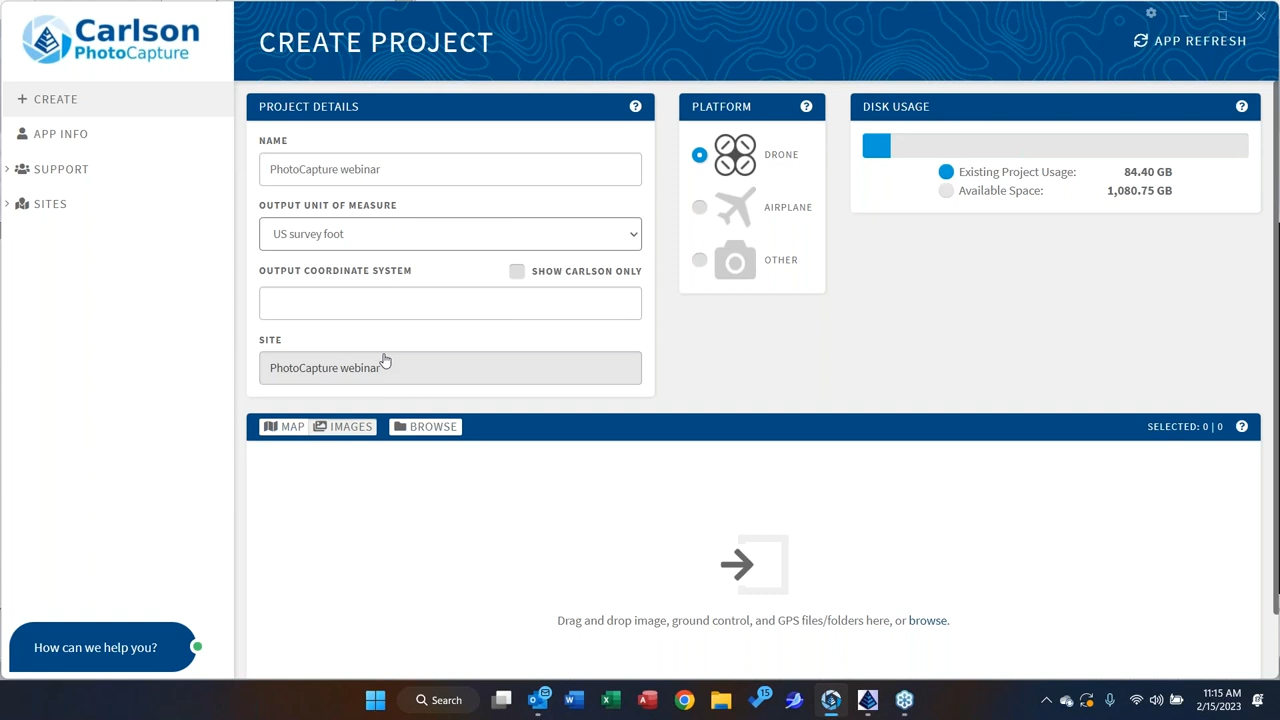 Carlson
PhotoCapture
CREATE PROJECT
APP REFRESH
CREATE
APP INFO
SUPPORT
SITES
PROJECT DETAILS
NAME
PhotoCapture webinar
OUTPUT UNIT OF MEASURE
US survey foot
OUTPUT COORDINATE SYSTEM
SHOW CARLSON ONLY
SITE
PhotoCapture webinar
PLATFORM
DRONE
AIRPLANE
OTHER
DISK USAGE
Existing Project Usage: 84.40 GB
Available Space: 1,080.75 GB
MAP IMAGES BROWSE SELECTED: 0 | 0
Drag and drop image, ground control, and GPS files/folders here, or browse.
How can we help you?
Search
15
11:15 AM
2/15/2023